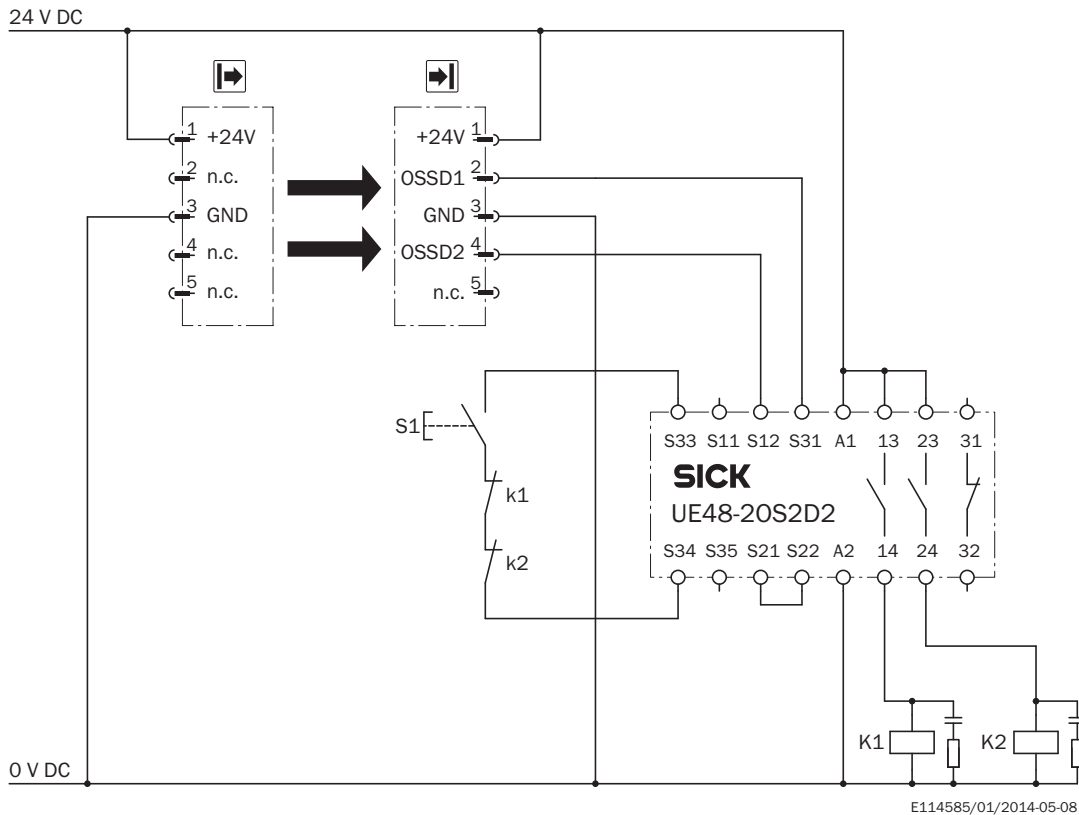 24 V DC
1 +24V
2 n.c.
3 GND
4 n.c.
5 n.c.
+24V 1
OSSD1 2
GND 3
OSSD2 4
n.c. 5
S1
k1
k2
S33 S11 S12 S31 A1 13 23 31
SICK
UE48-2OS2D2
S34 S35 S21 S22 A2 14 24 32
K1
K2
0 V DC
E114585/01/2014-05-08